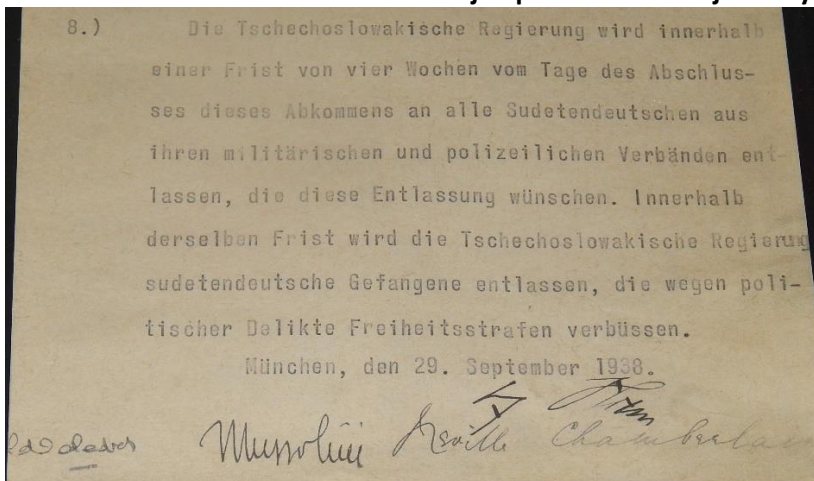 8.) Die Tschechoslowakische Regierung wird innerhalb
einer Frist von vier Wochen vom Tage des Abschlus-
ses dieses Abkommens an alle Sudetendeutschen aus
ihren militärischen und polizeilichen Verbänden ent-
lassen, die diese Entlassung wünschen. Innerhalb
derselben Frist wird die Tschechoslowakische Regierung
sudetendeutsche Gefangene entlassen, die wegen poli-
tischer Delikte Freiheitsstrafen verbüssen.
München, den 29. September 1938.
Mussolini Neville Chamberlain